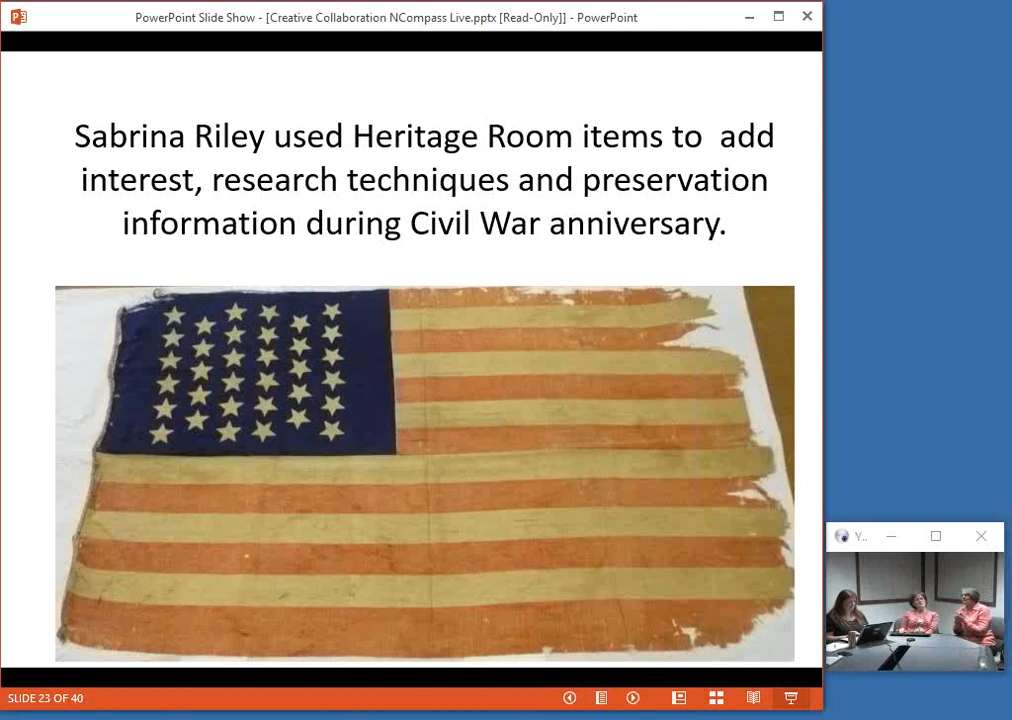 PowerPoint Slide Show - [Creative Collaboration NCompass Live.pptx [Read-Only]] - PowerPoint
Sabrina Riley used Heritage Room items to  add
interest, research techniques and preservation
information during Civil War anniversary.
Y..
SLIDE 23 OF 40